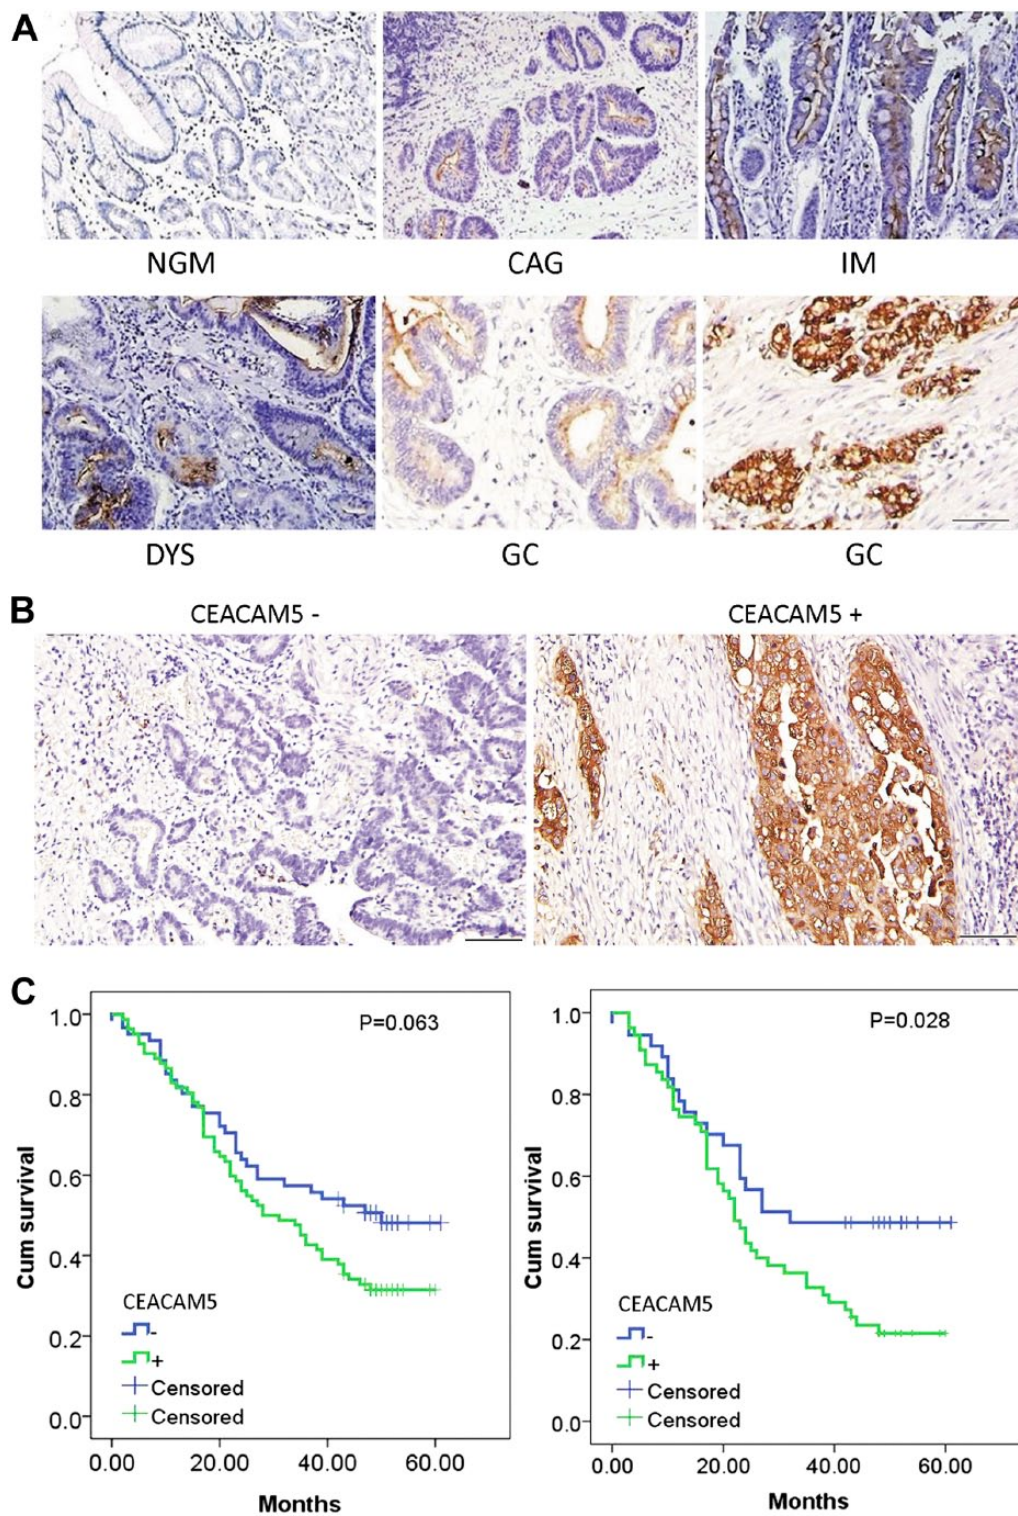 A
NGM
CAG
IM
DYS
GC
GC
B
CEACAM5 -
CEACAM5 +
C
P=0.063
1.0
0.8
0.6
0.4
0.2
0.0
Cum survival
CEACAM5
-
+
Censored
Censored
0.00
20.00
40.00
60.00
Months
P=0.028
1.0
0.8
0.6
0.4
0.2
0.0
Cum survival
CEACAM5
-
+
Censored
Censored
0.00
20.00
40.00
60.00
Months